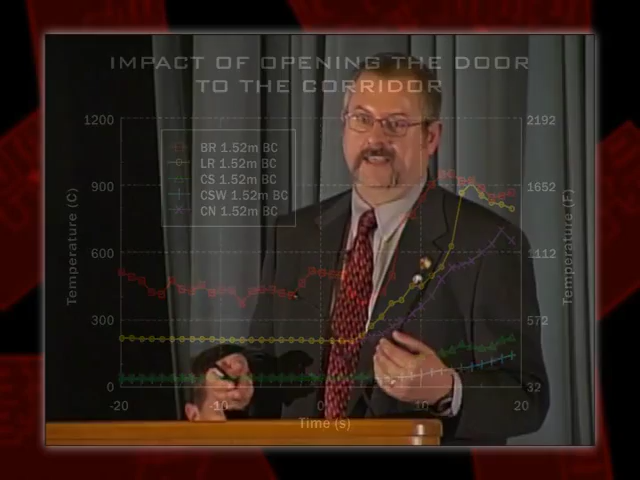 IMPACT OF OPENING THE DOOR
TO THE CORRIDOR
1200
900
600
300
0
2192
1652
1112
572
32
Temperature (C)
Temperature (F)
BR 1.52m BC
LR 1.52m BC
CS 1.52m BC
CSW 1.52m BC
CN 1.52m BC
-20
-10
0
10
20
Time (s)